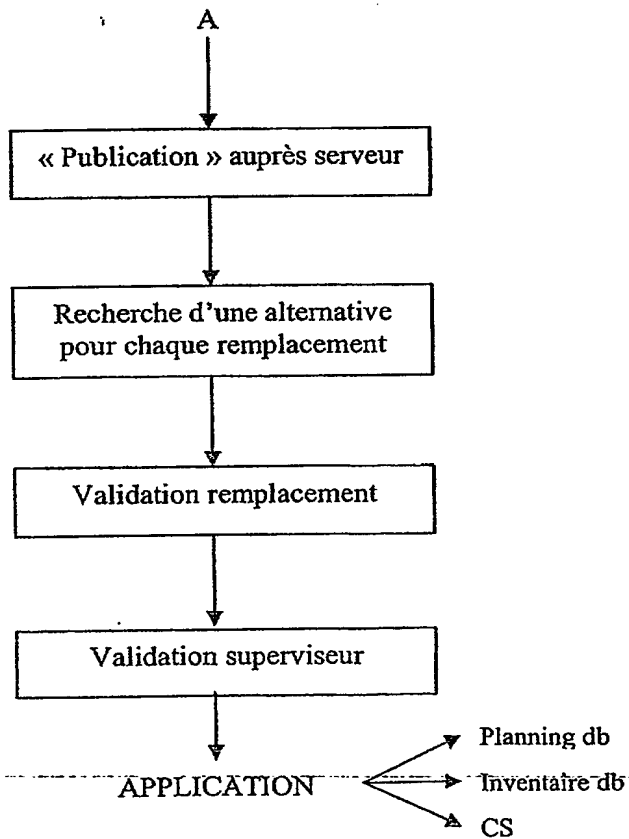 A
« Publication » auprès serveur
Recherche d'une alternative
pour chaque remplacement
Validation remplacement
Validation superviseur
APPLICATION
Planning db
Inventaire db
CS